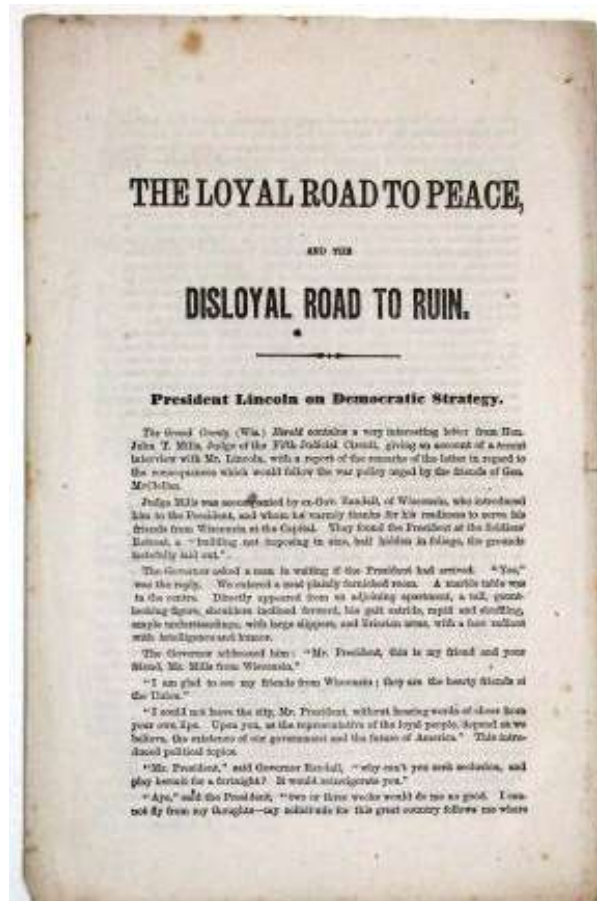 THE LOYAL ROAD TO PEACE,
AND THE
DISLOYAL ROAD TO RUIN.
President Lincoln on Democratic Strategy.
The Grand County (Wis.) Herald contains a very interesting letter from Hon.
John T. Mills, Judge of the Fifth Judicial Circuit, giving an account of a recent
interview with Mr. Lincoln, with a report of the remarks of the latter in regard to
the consequences which would follow the war policy urged by the friends of Gen.
McClellan.
Judge Mills was accompanied by ex-Gov. Randall, of Wisconsin, who introduced
him to the President, and whom he warmly thanks for his readiness to serve his
friends from Wisconsin at the Capital. They found the President at the Soldiers'
Retreat, a "building not imposing in size, half hidden in foliage, the grounds
tastefully laid out."
The Governor asked a man in waiting if the President had arrived. "Yes,"
was the reply. We entered a neat plainly furnished room. A marble table was
in the centre. Directly appeared from an adjoining apartment, a tall, gaunt-
looking figure, shoulders inclined forward, his gait astride, rapid and shuffling,
ample understandings, with large slippers, and Briarian arms, with a face radiant
with intelligence and humor.
The Governor addressed him: "Mr. President, this is my friend and your
friend, Mr. Mills from Wisconsin."
"I am glad to see my friends from Wisconsin; they are the hearty friends of
the Union."
"I could not leave the city, Mr. President, without hearing words of cheer from
your own lips. Upon you, as the representative of the loyal people, depend as we
believe, the existence of our government and the future of America." This intro-
duced political topics.
"Mr. President," said Governor Randall, "why can't you seek seclusion, and
play hermit for a fortnight? It would reinvigorate you."
"Aye," said the President, "two or three weeks would do me no good. I can-
not fly from my thoughts—my solicitude for this great country follows me where